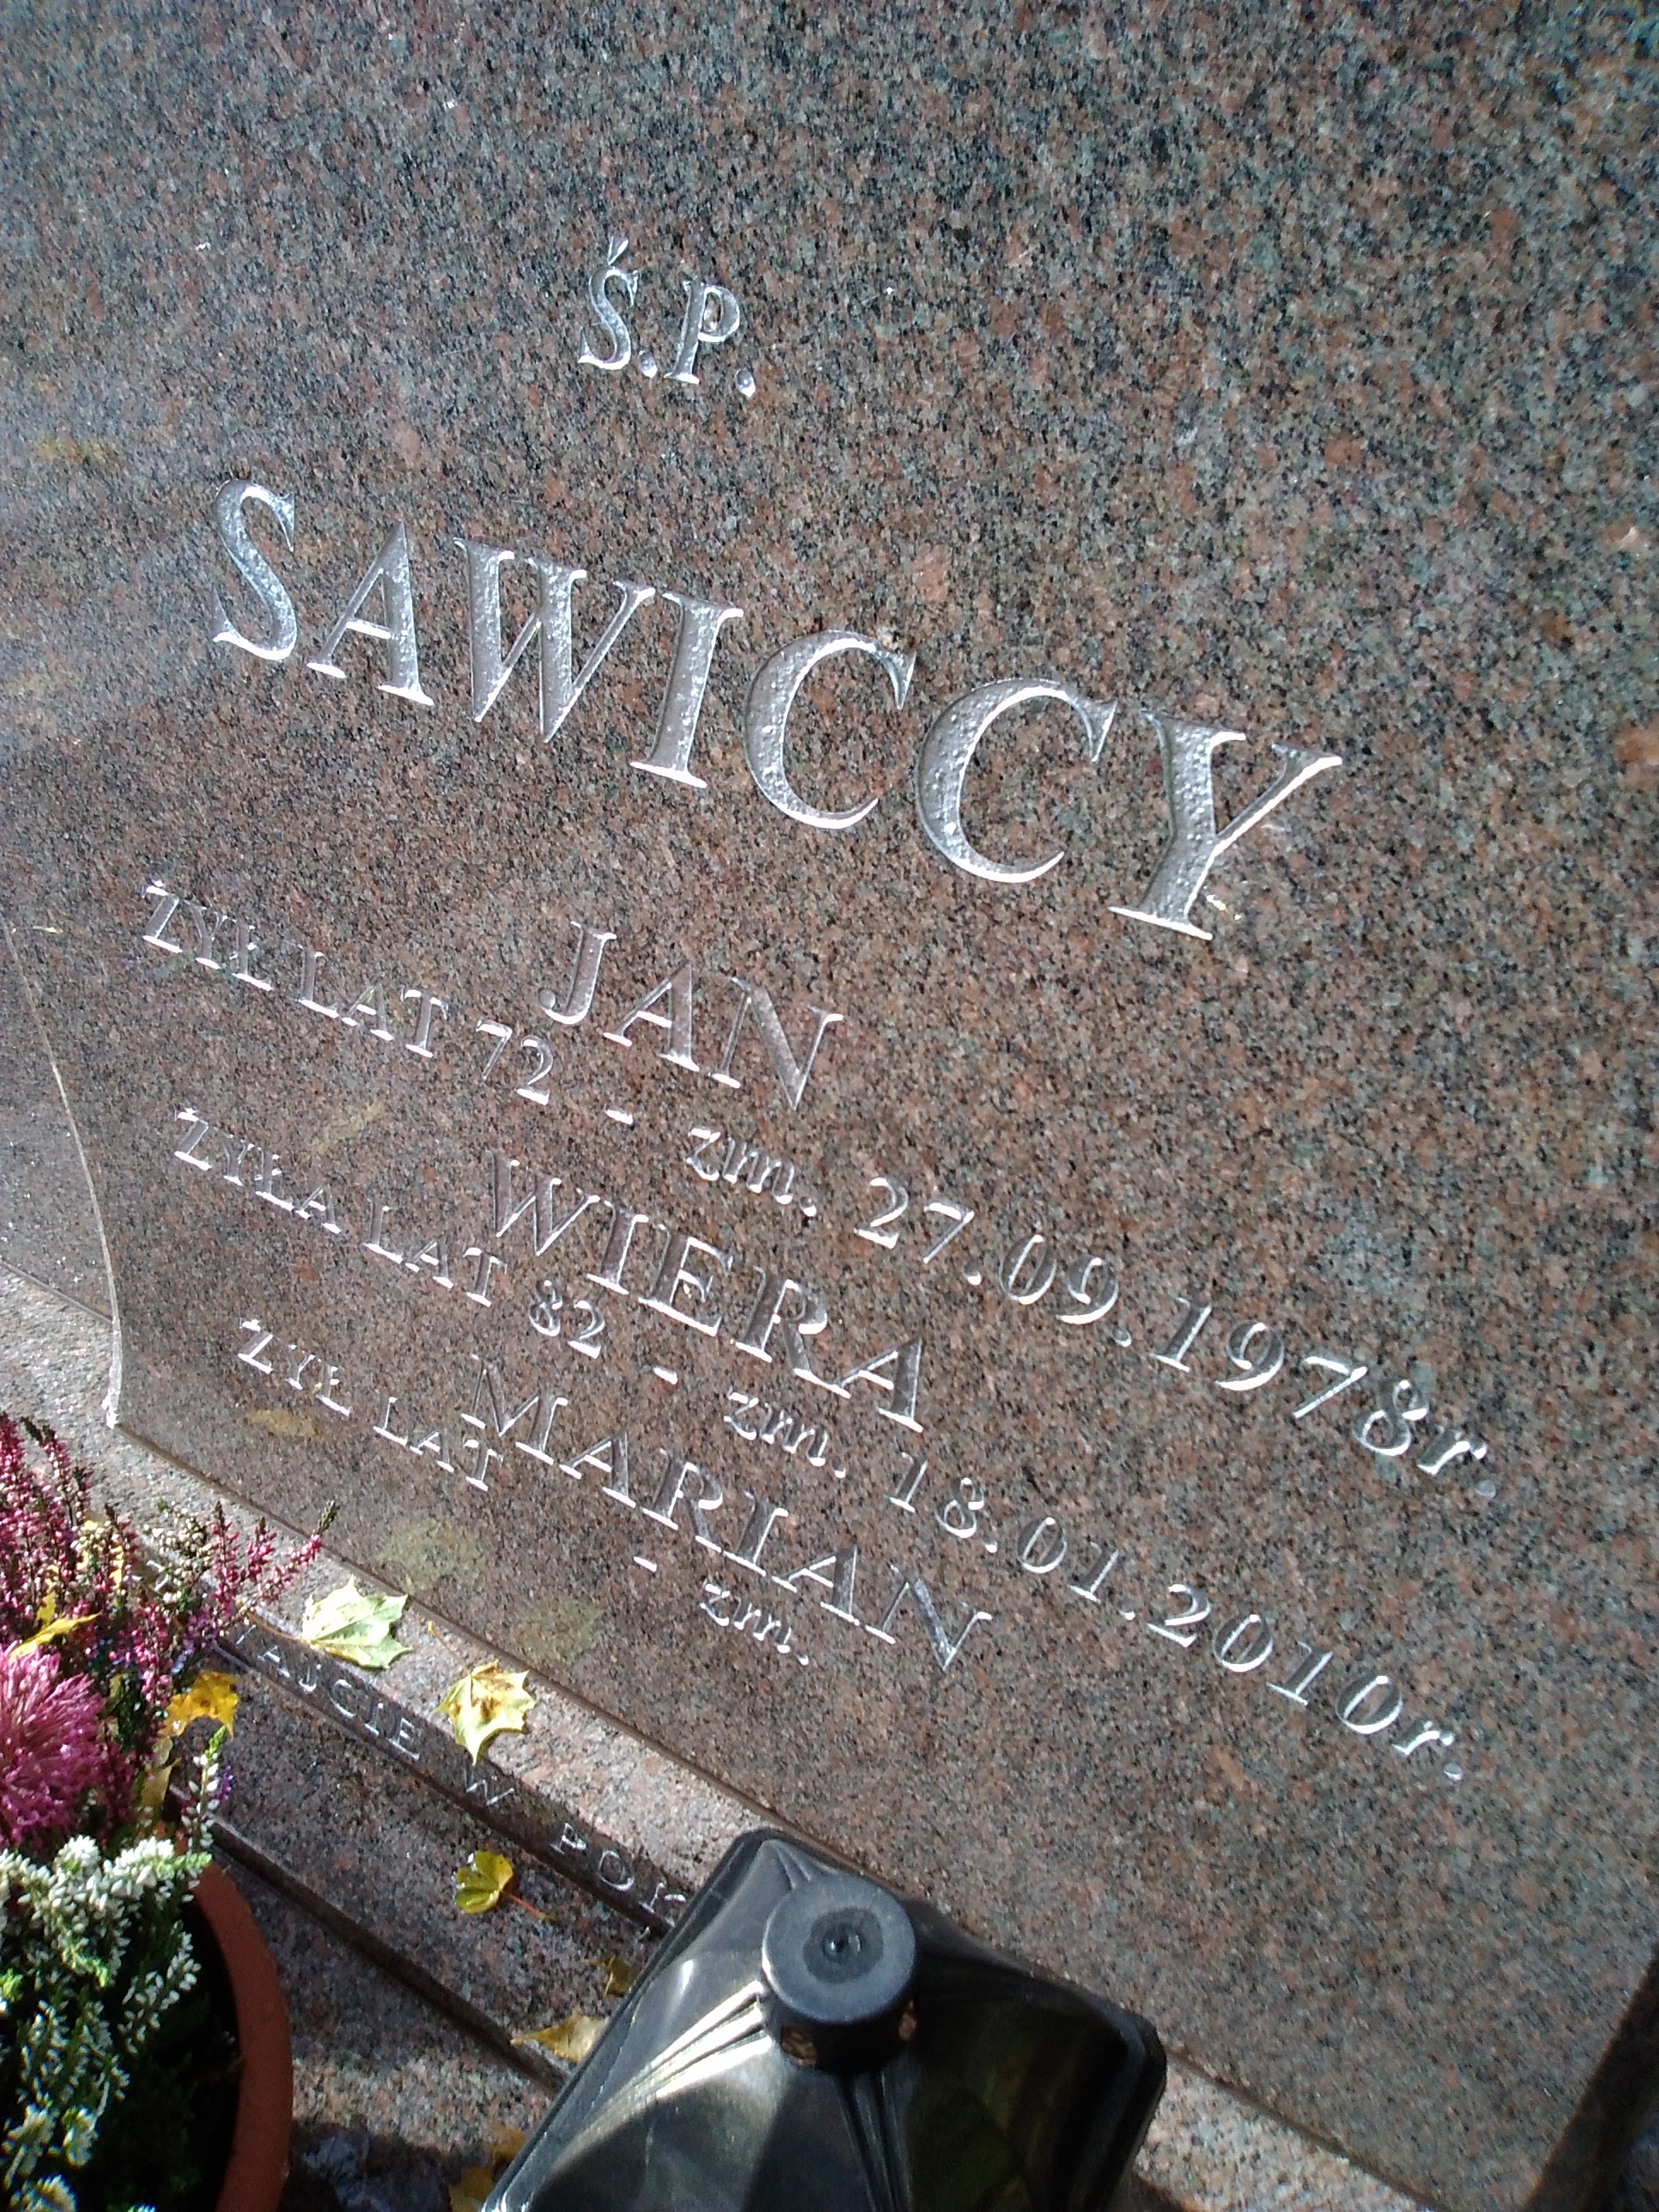 Ś.P.
SAWICCY
JAN
ŻYŁ LAT 72 - zm. 27.09.1978r.
WIERA
ŻYŁA LAT 82 - zm. 18.01.2010r.
MARIAN
ŻYŁ LAT - zm.
W